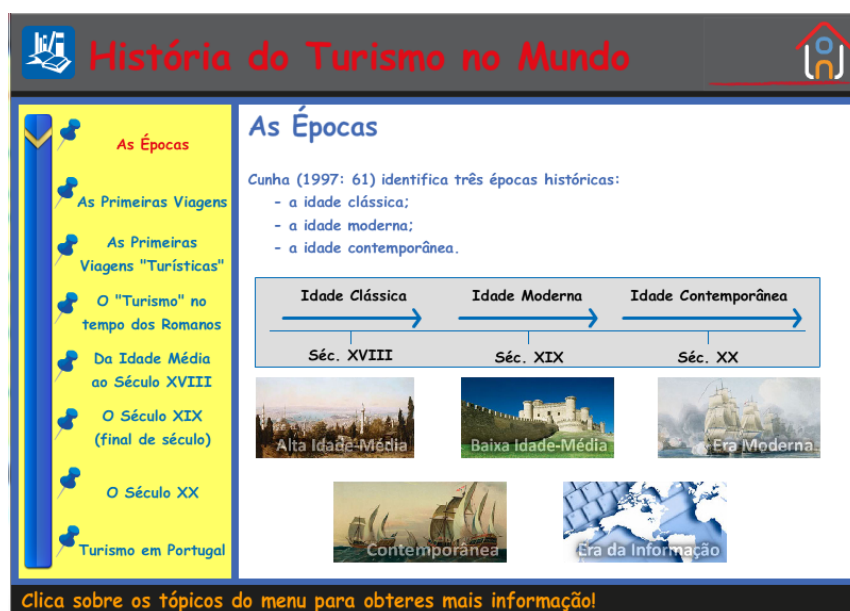 História do Turismo no Mundo
As Épocas
As Primeiras Viagens
As Primeiras
Viagens "Turísticas"
O "Turismo" no
tempo dos Romanos
Da Idade Média
ao Século XVIII
O Século XIX
(final de século)
O Século XX
Turismo em Portugal
As Épocas
Cunha (1997: 61) identifica três épocas históricas:
- a idade clássica;
- a idade moderna;
- a idade contemporânea.
Idade Clássica
Idade Moderna
Idade Contemporânea
Séc. XVIII
Séc. XIX
Séc. XX
Alta Idade-Média
Baixa Idade-Média
Era Moderna
Contemporânea
Era da Informação
Clica sobre os tópicos do menu para obteres mais informação!